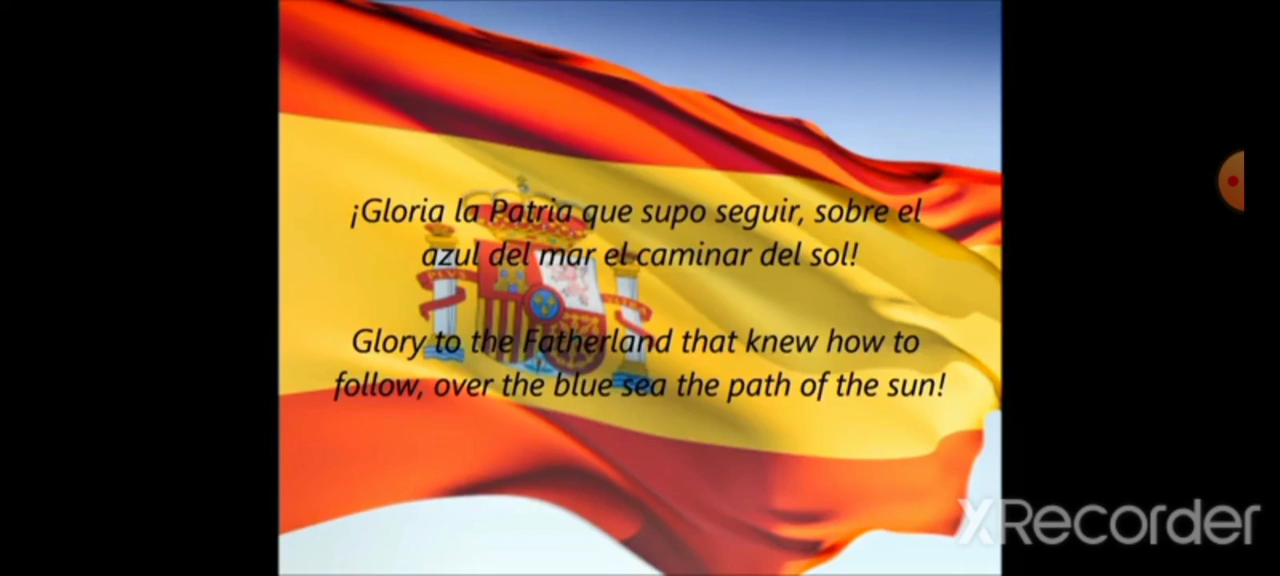 ¡Gloria la Patria que supo seguir, sobre el
azul del mar el caminar del sol!
PLVS
Glory to the Fatherland that knew how to
follow, over the blue sea the path of the sun!
XRecorder